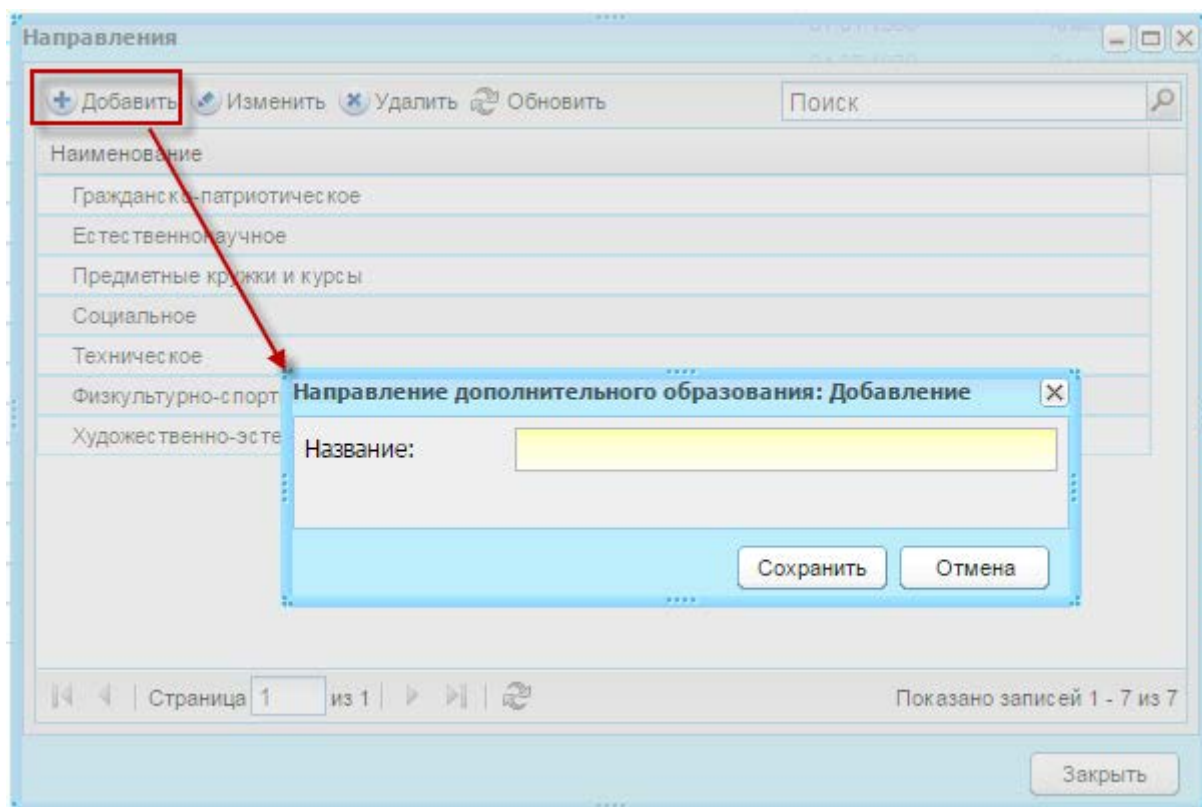 Направления
Добавить Изменить Удалить Обновить Поиск
Наименование
Гражданско-патриотическое
Естественнонаучное
Предметные кружки и курсы
Социальное
Техническое
Физкультурно-спорт
Художественно-эсте
Направление дополнительного образования: Добавление
Название:
Сохранить Отмена
Страница 1 из 1 Показано записей 1 - 7 из 7
Закрыть